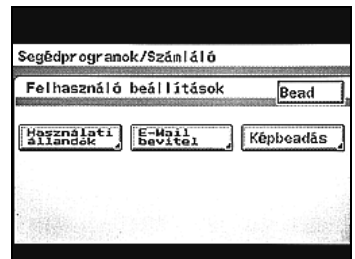 Segédprogramok/Számláló
Felhasználó beállítások
Bead
Használati
állandók
E-Mail
bevitel
Képbeadás